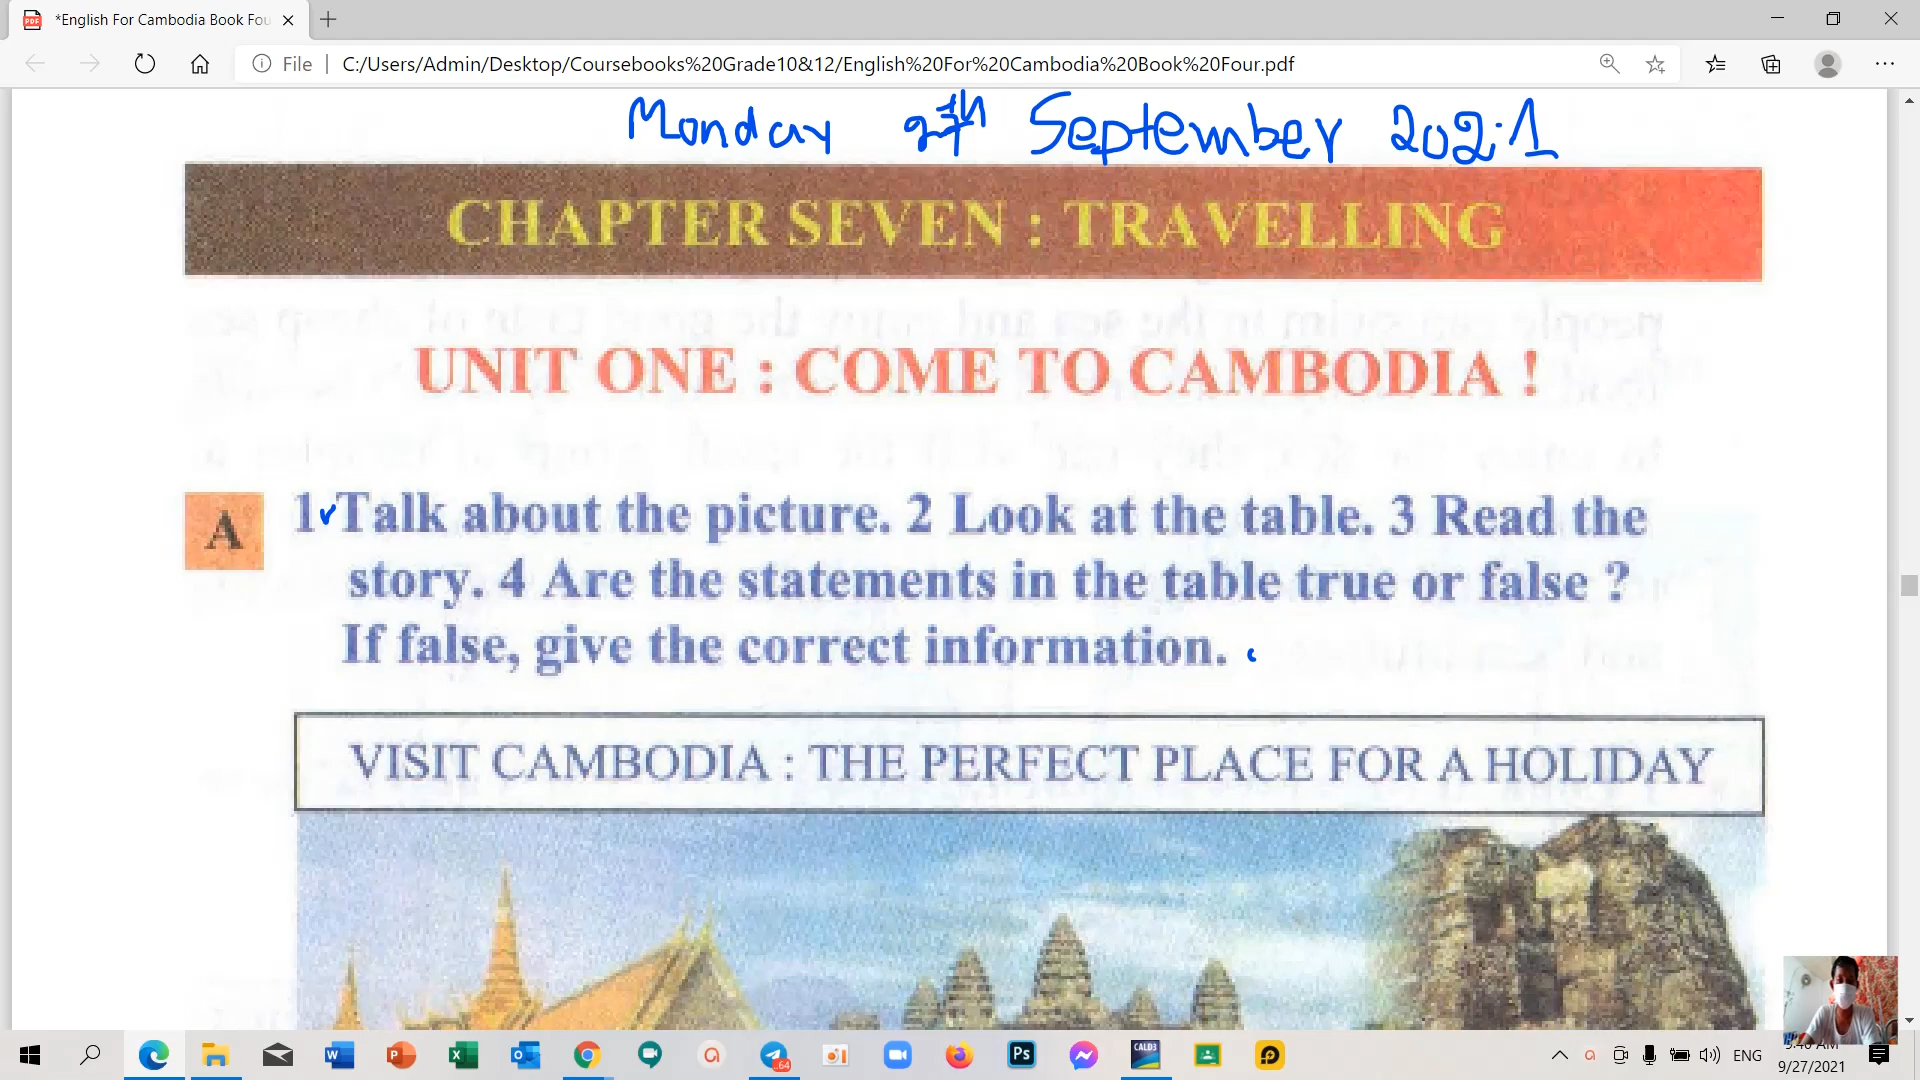 *English For Cambodia Book Fou
File
C:/Users/Admin/Desktop/Coursebooks%20Grade10&12/English%20For%20Cambodia%20Book%20Four.pdf
Monday 27th September 2021
CHAPTER SEVEN : TRAVELLING
UNIT ONE : COME TO CAMBODIA !
A
1 Talk about the picture. 2 Look at the table. 3 Read the
story. 4 Are the statements in the table true or false ?
If false, give the correct information.
VISIT CAMBODIA : THE PERFECT PLACE FOR A HOLIDAY
64
CALD3
ENG
9/27/2021